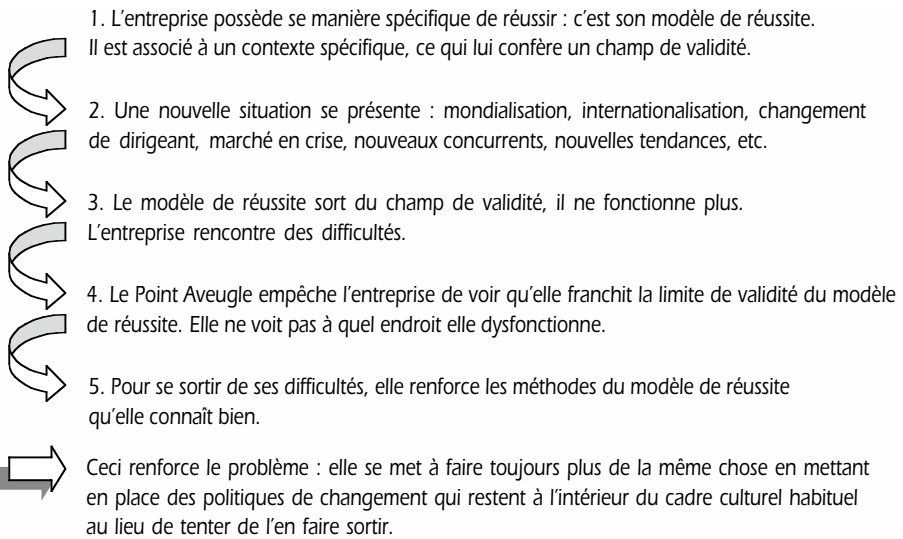 1. L'entreprise possède se manière spécifique de réussir : c'est son modèle de réussite.
Il est associé à un contexte spécifique, ce qui lui confère un champ de validité.
2. Une nouvelle situation se présente : mondialisation, internationalisation, changement
de dirigeant, marché en crise, nouveaux concurrents, nouvelles tendances, etc.
3. Le modèle de réussite sort du champ de validité, il ne fonctionne plus.
L'entreprise rencontre des difficultés.
4. Le Point Aveugle empêche l'entreprise de voir qu'elle franchit la limite de validité du modèle
de réussite. Elle ne voit pas à quel endroit elle dysfonctionne.
5. Pour se sortir de ses difficultés, elle renforce les méthodes du modèle de réussite
qu'elle connaît bien.
Ceci renforce le problème : elle se met à faire toujours plus de la même chose en mettant
en place des politiques de changement qui restent à l'intérieur du cadre culturel habituel
au lieu de tenter de l'en faire sortir.